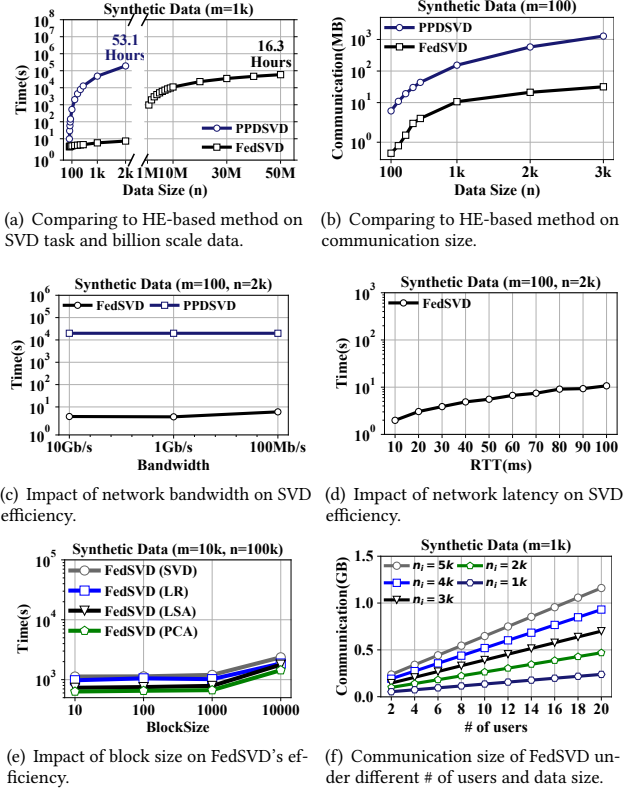 Synthetic Data (m=1k)
10^8
10^7
10^6
10^5
10^4
10^3
10^2
10^1
10^0
Time(s)
53.1
Hours
16.3
Hours
PPDSVD
FedSVD
100 1k 2k 1M 10M 30M 50M
Data Size (n)
(a) Comparing to HE-based method on
SVD task and billion scale data.
Synthetic Data (m=100)
PPDSVD
FedSVD
10^3
10^2
10^1
10^0
Communication(MB)
100 1k 2k 3k
Data Size (n)
(b) Comparing to HE-based method on
communication size.
Synthetic Data (m=100, n=2k)
FedSVD PPDSVD
10^6
10^5
10^4
10^3
10^2
10^1
10^0
Time(s)
10Gb/s 1Gb/s 100Mb/s
Bandwidth
(c) Impact of network bandwidth on SVD
efficiency.
Synthetic Data (m=100, n=2k)
FedSVD
10^3
10^2
10^1
10^0
Time(s)
10 20 30 40 50 60 70 80 90 100
RTT(ms)
(d) Impact of network latency on SVD
efficiency.
Synthetic Data (m=10k, n=100k)
FedSVD (SVD)
FedSVD (LR)
FedSVD (LSA)
FedSVD (PCA)
10^5
10^4
10^3
Time(s)
10 100 1000 10000
BlockSize
(e) Impact of block size on FedSVD's ef-
ficiency.
Synthetic Data (m=1k)
n_i = 5k n_i = 2k
n_i = 4k n_i = 1k
n_i = 3k
1.5
1.0
0.5
0.0
Communication(GB)
2 4 6 8 10 12 14 16 18 20
# of users
(f) Communication size of FedSVD un-
der different # of users and data size.